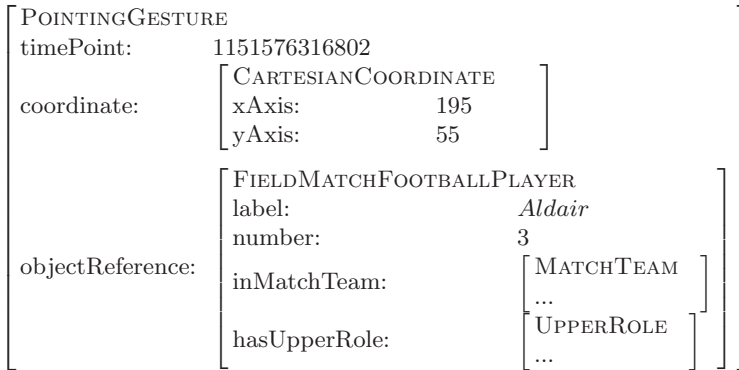 PointingGesture
timePoint: 1151576316802
coordinate:
CartesianCoordinate
xAxis: 195
yAxis: 55
objectReference:
FieldMatchFootballPlayer
label: Aldair
number: 3
inMatchTeam:
MatchTeam
...
hasUpperRole:
UpperRole
...